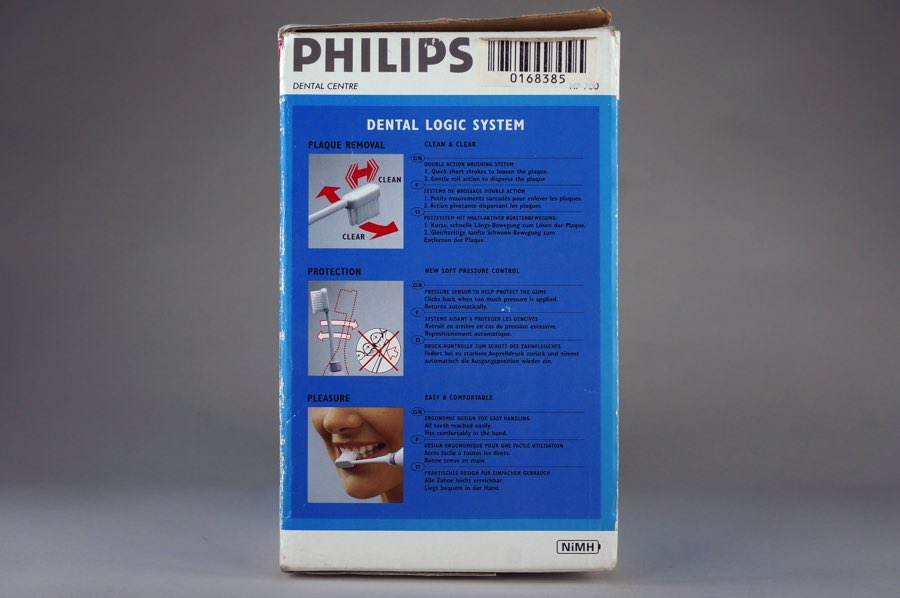 PHILIPS
0168385
DENTAL CENTRE
DENTAL LOGIC SYSTEM
PLAQUE REMOVAL
CLEAN & CLEAR
CLEAN
CLEAR
GB
DOUBLE ACTION BRUSHING SYSTEM
1. Quick short strokes to loosen the plaque.
2. Gentle roll action to disperse the plaque
F
SYSTEME DE BROSSAGE DOUBLE ACTION
1. Petits mouvements saccadés pour enlever les plaques.
2. Action pivotante dispersant les plaques
D
PUTZSYSTEM MIT MULTI-AKTIVER BÜRSTENBEWEGUNG:
1. Kurze, schnelle Längs-Bewegung zum Lösen der Plaque.
2. Gleichzeitige sanfte Schwenk-Bewegung zum
Entfernen der Plaque.
PROTECTION
NEW SOFT PRESSURE CONTROL
GB
PRESSURE SENSOR TO HELP PROTECT THE GUMS
Clicks back when too much pressure is applied.
Returns automatically.
F
SYSTEME AIDANT A PROTEGER LES GENCIVES
Retrait en arrière en cas de pression excessive.
Repositionement automatique.
D
DRUCK-KONTROLLE ZUM SCHUTZ DES ZAHNFLEISCHES
Federt bei zu starkem Anpreßdruck zurück und nimmt
automatisch die Ausgangsposition wieder ein.
PLEASURE
EASY & COMFORTABLE
GB
ERGONOMIC DESIGN FOR EASY HANDLING
All teeth reached easily.
Fits comfortably in the hand.
F
DESIGN ERGONOMIQUE POUR UNE FACILE UTILISATION
Accès facile à toutes les dents.
Bonne tenue en main.
D
PRAKTISCHES DESIGN FÜR EINFACHEN GEBRAUCH
Alle Zähne leicht erreichbar.
Liegt bequem in der Hand.
NiMH